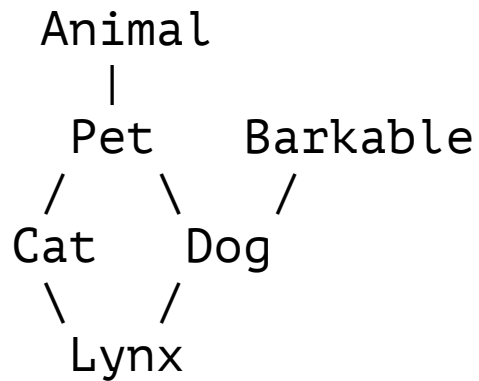 Animal
|
Pet Barkable
/ \ /
Cat Dog
\ /
Lynx